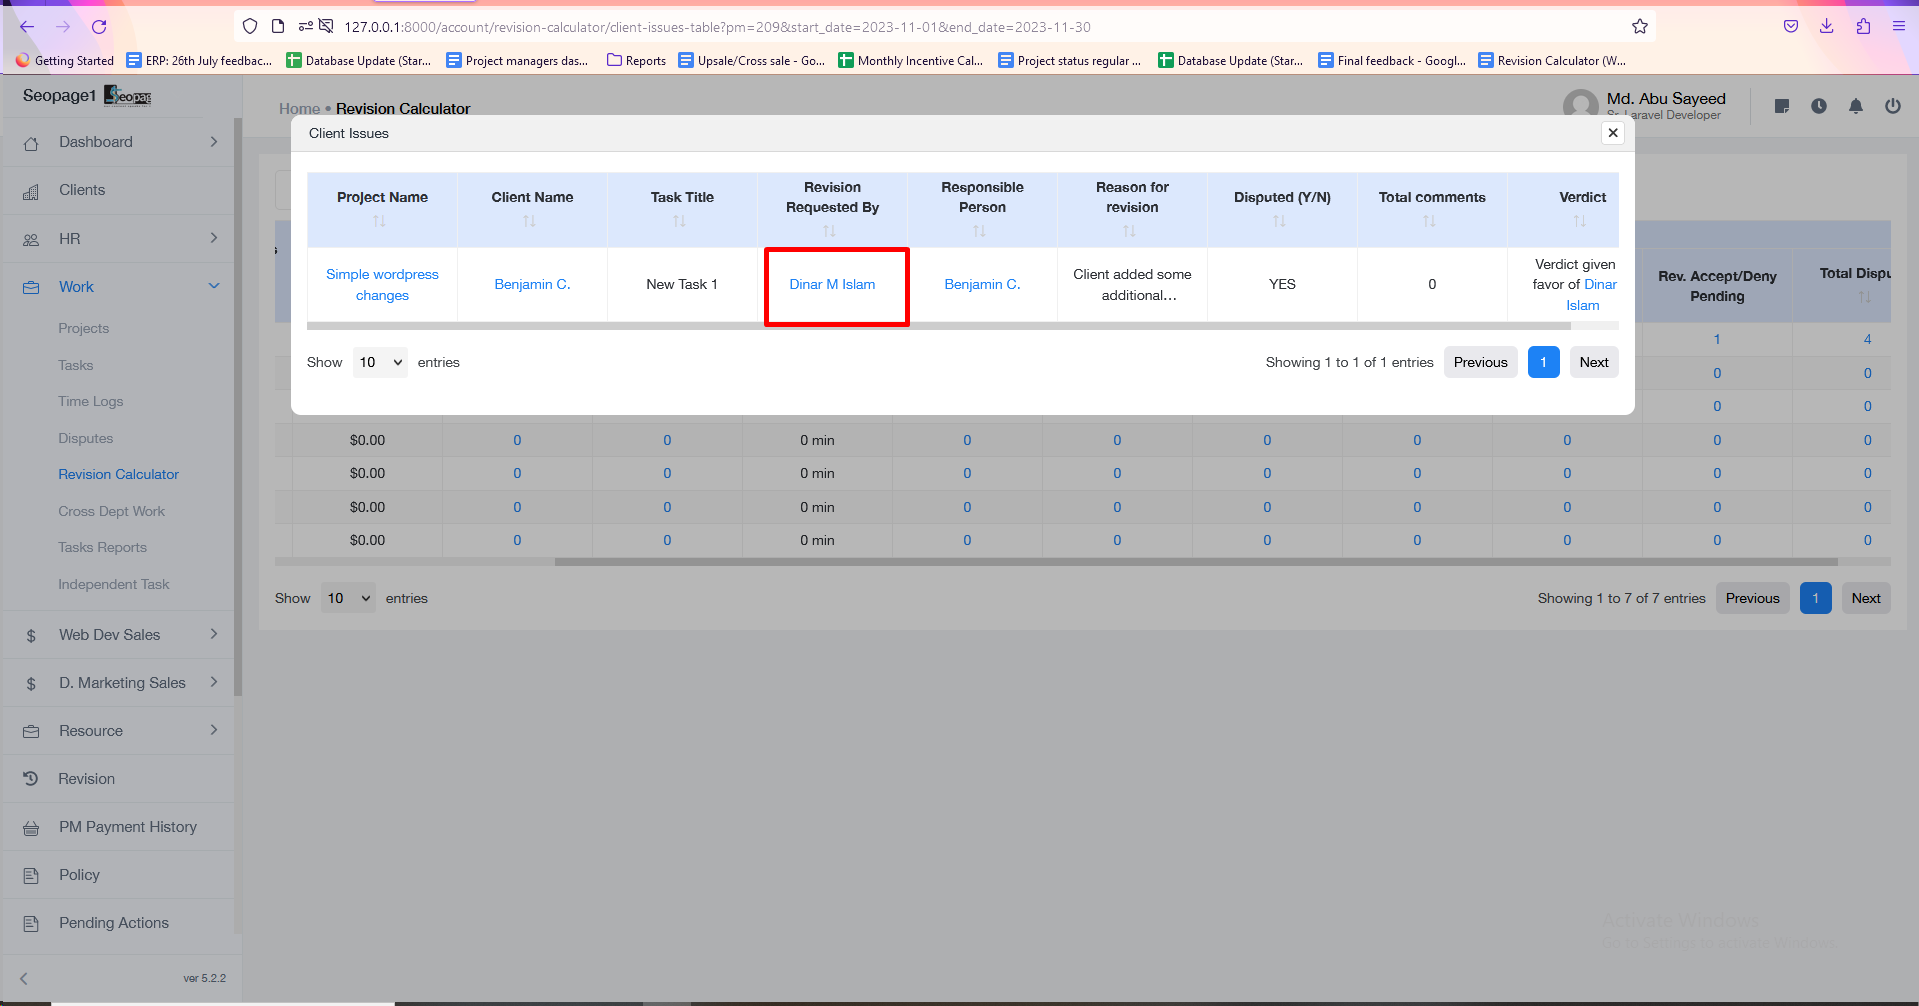 127.0.0.1:8000/account/revision-calculator/client-issues-table?pm=209&start_date=2023-11-01&end_date=2023-11-30
Getting Started
ERP: 26th July feedbac...
Database Update (Star...
Project managers das...
Reports
Upsale/Cross sale - Go...
Monthly Incentive Cal...
Project status regular ...
Database Update (Star...
Final feedback - Googl...
Revision Calculator (W...
Seopage1
Home • Revision Calculator
Md. Abu Sayeed
Sr. Laravel Developer
Dashboard
Clients
HR
Work
Projects
Tasks
Time Logs
Disputes
Revision Calculator
Cross Dept Work
Tasks Reports
Independent Task
Web Dev Sales
D. Marketing Sales
Resource
Revision
PM Payment History
Policy
Pending Actions
ver 5.2.2
Client Issues
Project Name
Client Name
Task Title
Revision
Requested By
Responsible
Person
Reason for
revision
Disputed (Y/N)
Total comments
Verdict
Simple wordpress
changes
Benjamin C.
New Task 1
Dinar M Islam
Benjamin C.
Client added some
additional...
YES
0
Verdict given
favor of Dinar
Islam
Show 10 entries
Showing 1 to 1 of 1 entries Previous 1 Next
Rev. Accept/Deny
Pending
Total Dispu
1 4
0 0
0 0
$0.00 0 0 0 min 0 0 0 0 0 0 0
$0.00 0 0 0 min 0 0 0 0 0 0 0
$0.00 0 0 0 min 0 0 0 0 0 0 0
$0.00 0 0 0 min 0 0 0 0 0 0 0
Show 10 entries
Showing 1 to 7 of 7 entries Previous 1 Next
Activate Windows
Go to Settings to activate Windows.